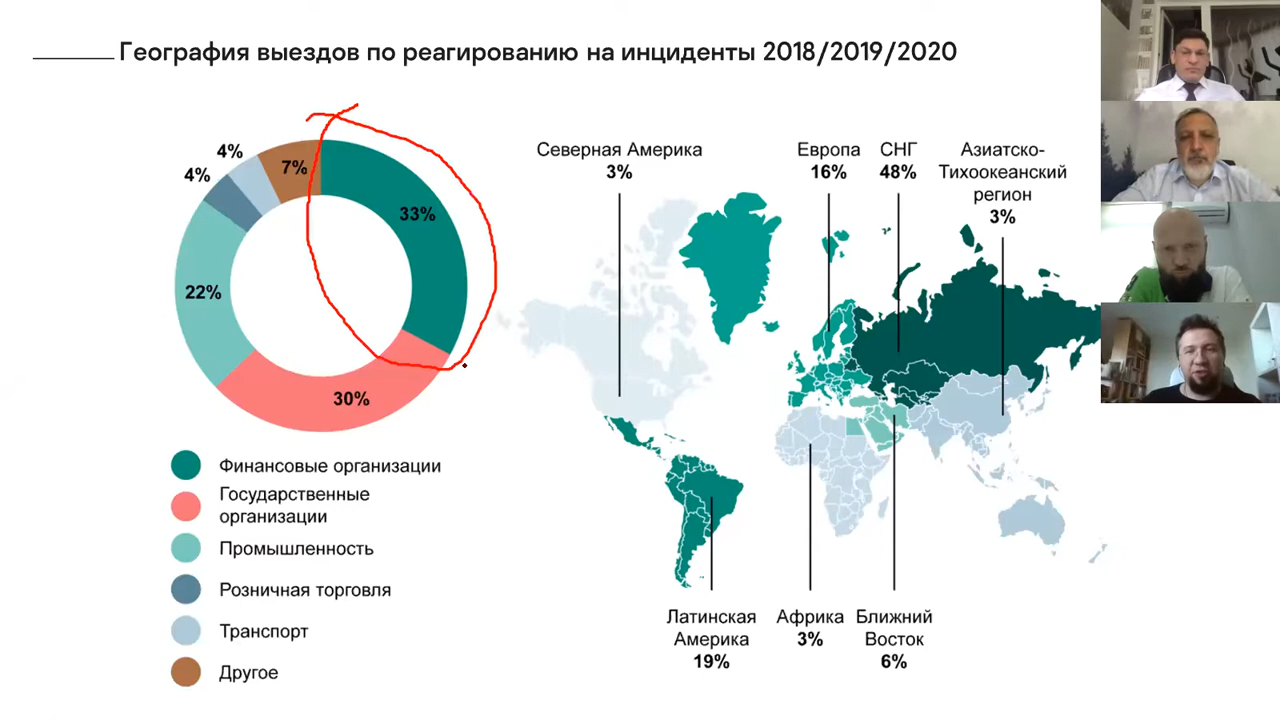 География выездов по реагированию на инциденты 2018/2019/2020
4%
4%
7%
33%
22%
30%
Финансовые организации
Государственные
организации
Промышленность
Розничная торговля
Транспорт
Другое
Северная Америка
3%
Европа
16%
СНГ
48%
Азиатско-
Тихоокеанский
регион
3%
Латинская
Америка
19%
Африка
3%
Ближний
Восток
6%